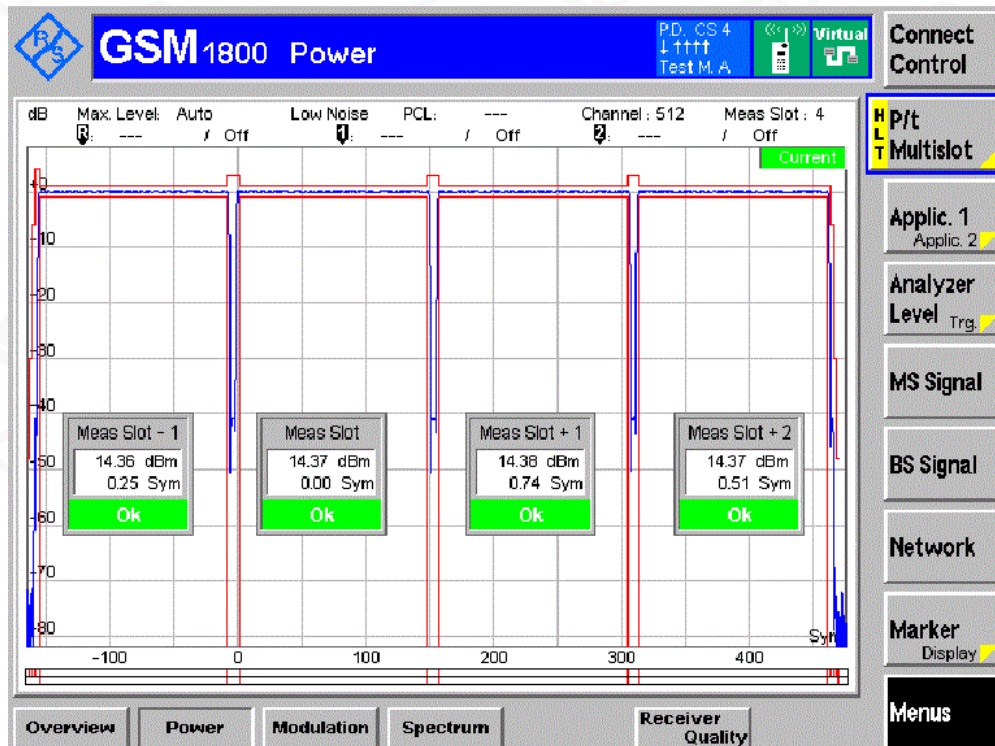 R/S
GSM 1800 Power
P.D. CS 4
↓↑↑↑↑
Test M. A.
Virtual
Connect Control
dB Max. Level: Auto Low Noise PCL: --- Channel : 512 Meas Slot : 4
R: --- / Off 1: --- / Off 2: --- / Off
Current
HLT
P/t Multislot
Applic. 1
Applic. 2
Analyzer Level Trg.
MS Signal
BS Signal
Network
Marker
Display
Menus
+0
-10
-20
-30
-40
-50
-60
-70
-80
Meas Slot - 1
14.36 dBm
0.25 Sym
Ok
Meas Slot
14.37 dBm
0.00 Sym
Ok
Meas Slot + 1
14.38 dBm
0.74 Sym
Ok
Meas Slot + 2
14.37 dBm
0.51 Sym
Ok
Sym
-100 0 100 200 300 400
Overview Power Modulation Spectrum Receiver Quality